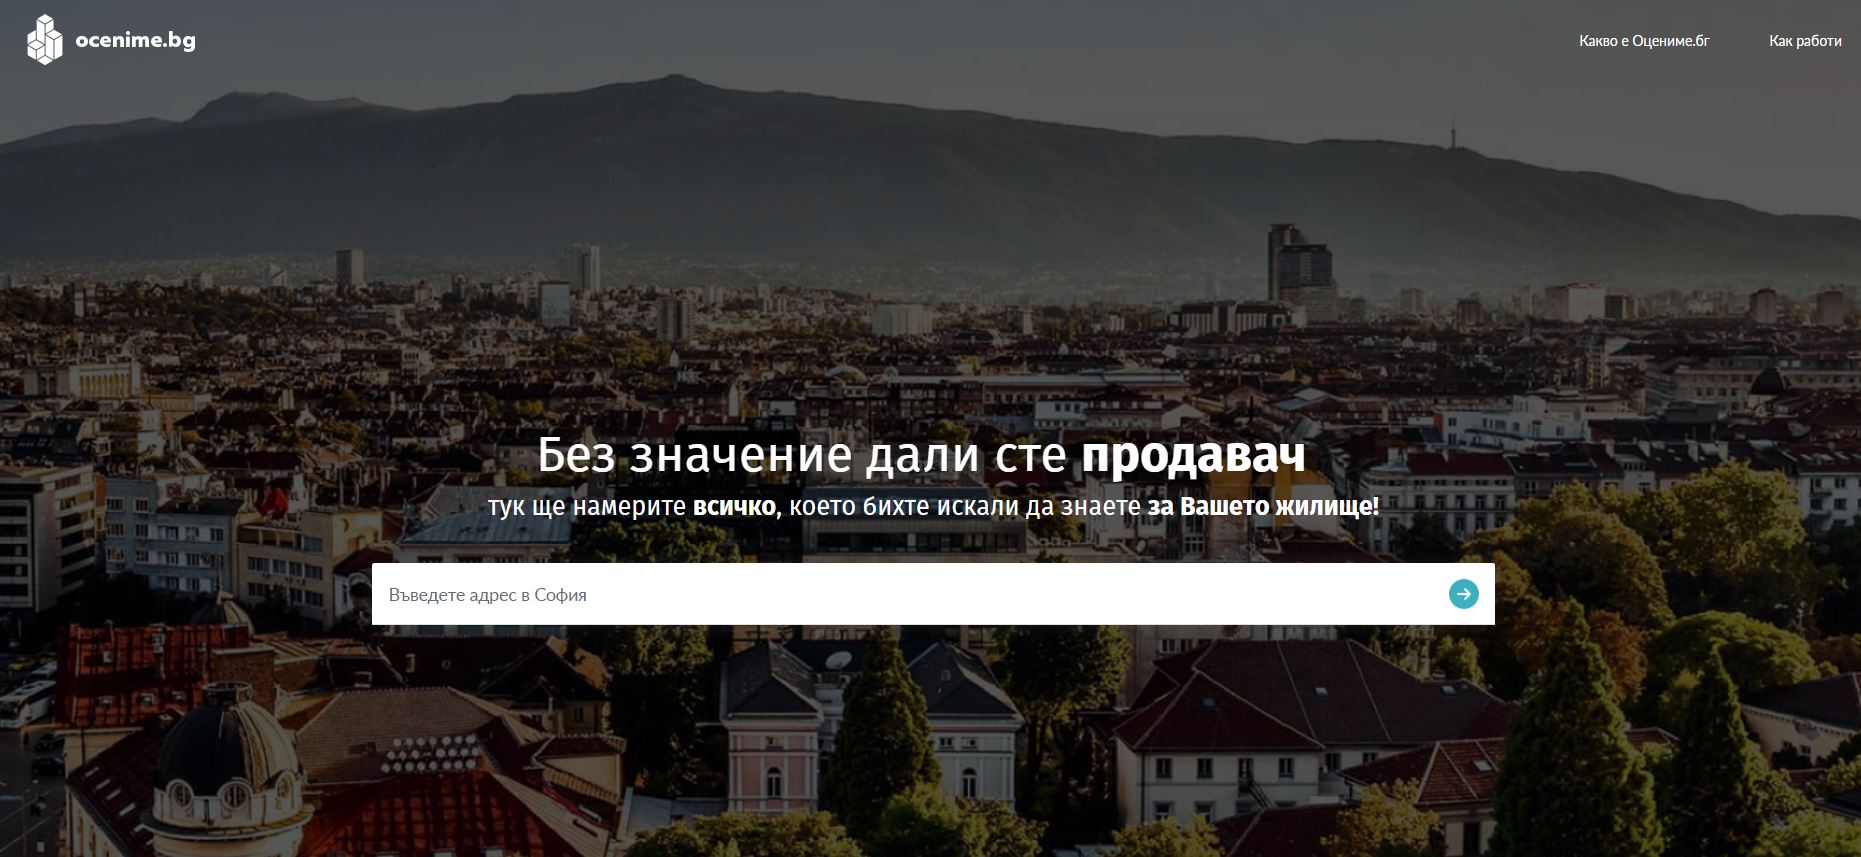 ocenime.bg
Какво е Оцениме.бг
Как работи
Без значение дали сте продавач
тук ще намерите всичко, което бихте искали да знаете за Вашето жилище!
Въведете адрес в София